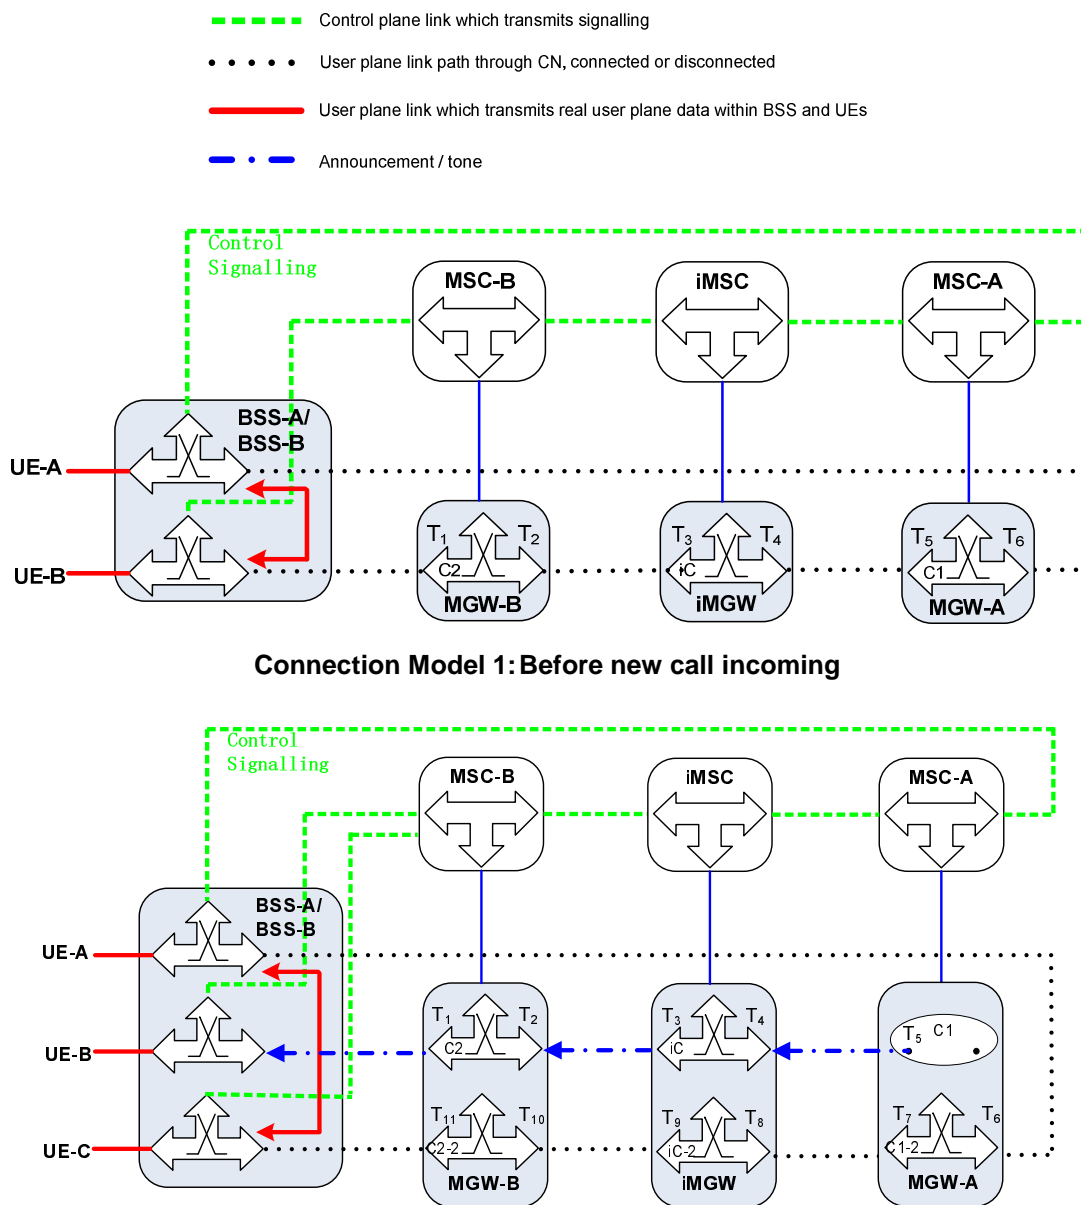 Control plane link which transmits signalling
User plane link path through CN, connected or disconnected
User plane link which transmits real user plane data within BSS and UEs
Announcement / tone
Control
Signalling
MSC-B
iMSC
MSC-A
BSS-A/
BSS-B
UE-A
UE-B
T1 T2
C2
MGW-B
T3 T4
iC
iMGW
T5 T6
C1
MGW-A
Connection Model 1: Before new call incoming
Control
Signalling
MSC-B
iMSC
MSC-A
BSS-A/
BSS-B
UE-A
UE-B
UE-C
T1 T2
C2
T11 T10
C2-2
MGW-B
T3 T4
iC
T9 T8
iC-2
iMGW
T5 C1
T7 T6
C1-2
MGW-A